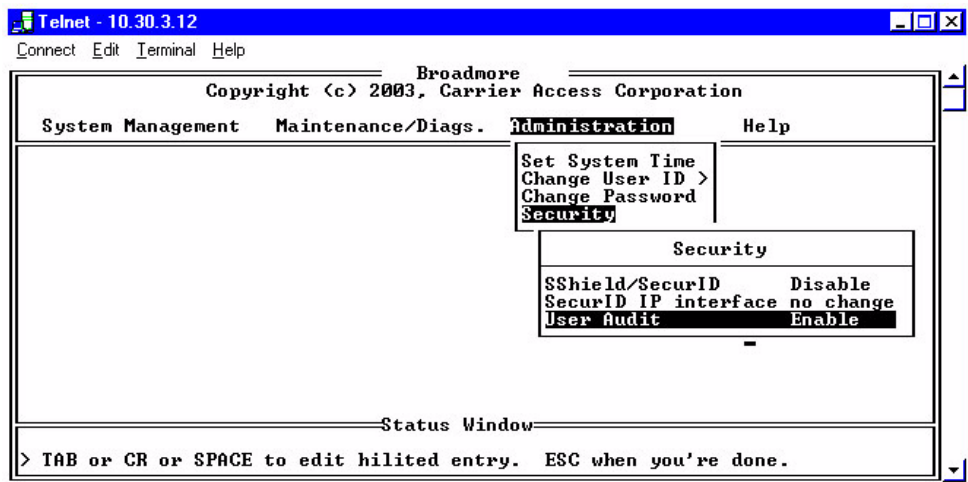 Telnet - 10.30.3.12
Connect Edit Terminal Help
Broadmore
Copyright (c) 2003, Carrier Access Corporation
System Management Maintenance/Diags. Administration Help
Set System Time
Change User ID >
Change Password
Security
Security
SShield/SecurID Disable
SecurID IP interface no change
User Audit Enable
Status Window
> TAB or CR or SPACE to edit hilited entry. ESC when you're done.